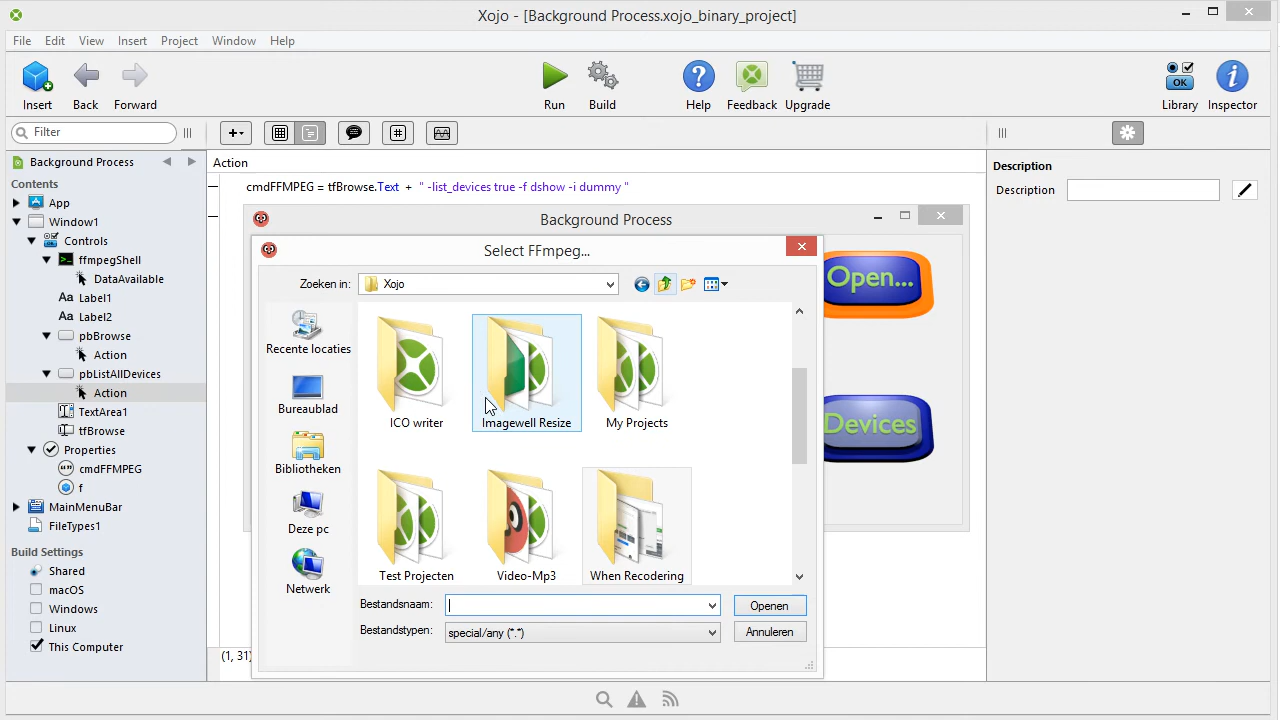 Xojo - [Background Process.xojo_binary_project]
File Edit View Insert Project Window Help
Insert Back Forward Run Build Help Feedback Upgrade OK Library Inspector
Filter
Background Process
Contents
App
Window1
Controls
ffmpegShell
DataAvailable
Label1
Label2
pbBrowse
Action
pbListAllDevices
Action
TextArea1
tfBrowse
Properties
cmdFFMPEG
f
MainMenuBar
FileTypes1
Build Settings
Shared
macOS
Windows
Linux
This Computer
Action
cmdFFMPEG = tfBrowse.Text + " -list_devices true -f dshow -i dummy "
Background Process
Open...
Devices
Select FFmpeg...
Zoeken in: Xojo
Recente locaties
Bureaublad
Bibliotheken
Deze pc
Netwerk
ICO writer Imagewell Resize My Projects
Test Projecten Video-Mp3 When Recodering
Bestandsnaam: Openen
Bestandstypen: special/any (*.*) Annuleren
(1, 31)
Description
Description